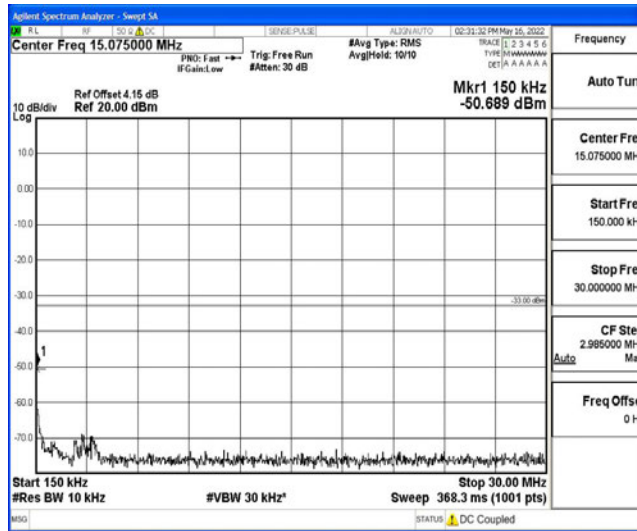 Agilent Spectrum Analyzer - Swept SA
RL RF 50 Ω DC SENSE:PULSE ALIGN AUTO 02:31:32 PM May 16, 2022
Center Freq 15.075000 MHz
PNO: Fast
IFGain:Low
Trig: Free Run
#Atten: 30 dB
#Avg Type: RMS
Avg|Hold: 10/10
TRACE 1 2 3 4 5 6
TYPE M
DET A A A A A A
Frequency
Auto Tun
Mkr1 150 kHz
-50.689 dBm
Ref Offset 4.15 dB
Ref 20.00 dBm
10 dB/div
Log
10.0
0.00
-10.0
-20.0
-30.0
-40.0
-50.0
-60.0
-70.0
-33.00 dBm
1
Center Fre
15.075000 MH
Start Fre
150.000 kH
Stop Fre
30.000000 MH
CF Ste
2.985000 MH
Auto Ma
Freq Offse
0 H
Start 150 kHz
Stop 30.00 MHz
#Res BW 10 kHz
#VBW 30 kHz*
Sweep 368.3 ms (1001 pts)
MSG
STATUS
DC Coupled